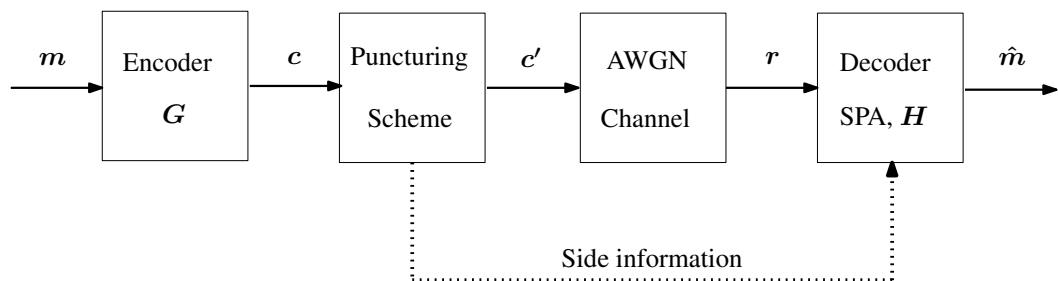 m
Encoder
G
c
Puncturing
Scheme
c′
AWGN
Channel
r
Decoder
SPA, H
m̂
Side information